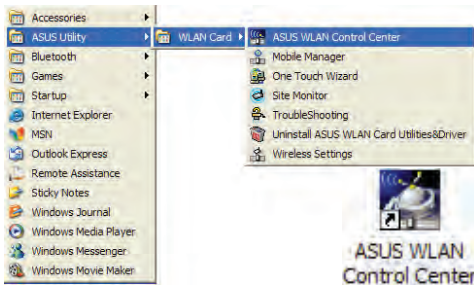 Accessories
ASUS Utility
Bluetooth
Games
Startup
Internet Explorer
MSN
Outlook Express
Remote Assistance
Sticky Notes
Windows Journal
Windows Media Player
Windows Messenger
Windows Movie Maker
WLAN Card
ASUS WLAN Control Center
Mobile Manager
One Touch Wizard
Site Monitor
TroubleShooting
Uninstall ASUS WLAN Card Utilities&Driver
Wireless Settings
ASUS WLAN
Control Center